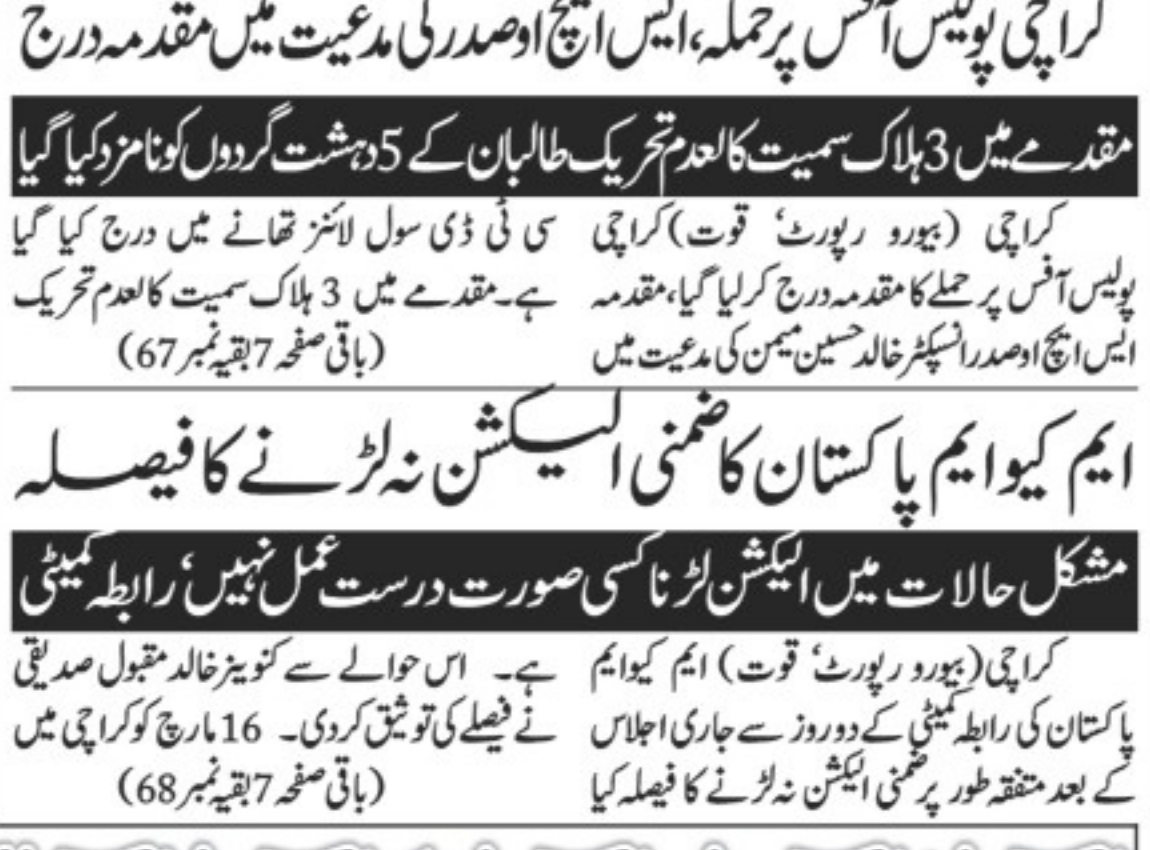 کراچی پولیس آفس پر حملہ، ایس ایچ او صدر کی مدعیت میں مقدمہ درج
مقدمے میں 3 ہلاک سمیت کالعدم تحریک طالبان کے 5 دہشت گردوں کو نامزد کیا گیا
کراچی (بیورو رپورٹ‘ قوت) کراچی
پولیس آفس پر حملے کا مقدمہ درج کرلیا گیا، مقدمہ
ایس ایچ او صدر انسپکٹر خالد حسین میمن کی مدعیت میں
سی ٹی ڈی سول لائنز تھانے میں درج کیا گیا
ہے۔ مقدمے میں 3 ہلاک سمیت کالعدم تحریک
(باقی صفحہ 7 بقیہ نمبر 67)
ایم کیو ایم پاکستان کا ضمنی الیکشن نہ لڑنے کا فیصلہ
مشکل حالات میں الیکشن لڑنا کسی صورت درست عمل نہیں‘ رابطہ کمیٹی
کراچی (بیورو رپورٹ‘ قوت) ایم کیو ایم
پاکستان کی رابطہ کمیٹی کے دو روز سے جاری اجلاس
کے بعد متفقہ طور پر ضمنی الیکشن نہ لڑنے کا فیصلہ کیا
ہے۔ اس حوالے سے کنوینر خالد مقبول صدیقی
نے فیصلے کی توثیق کردی۔ 16 مارچ کو کراچی میں
(باقی صفحہ 7 بقیہ نمبر 68)